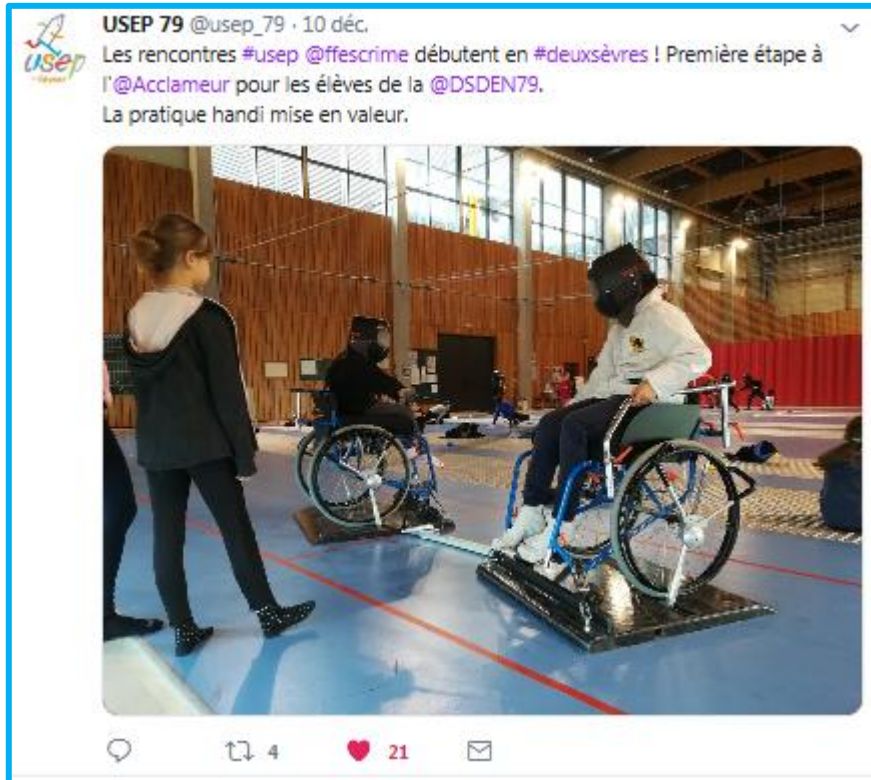 USEP 79 @usep_79 · 10 déc.
Les rencontres #usep @ffescrime débutent en #deuxsèvres ! Première étape à
l'@Acclameur pour les élèves de la @DSDEN79.
La pratique handi mise en valeur.
usep
4
21